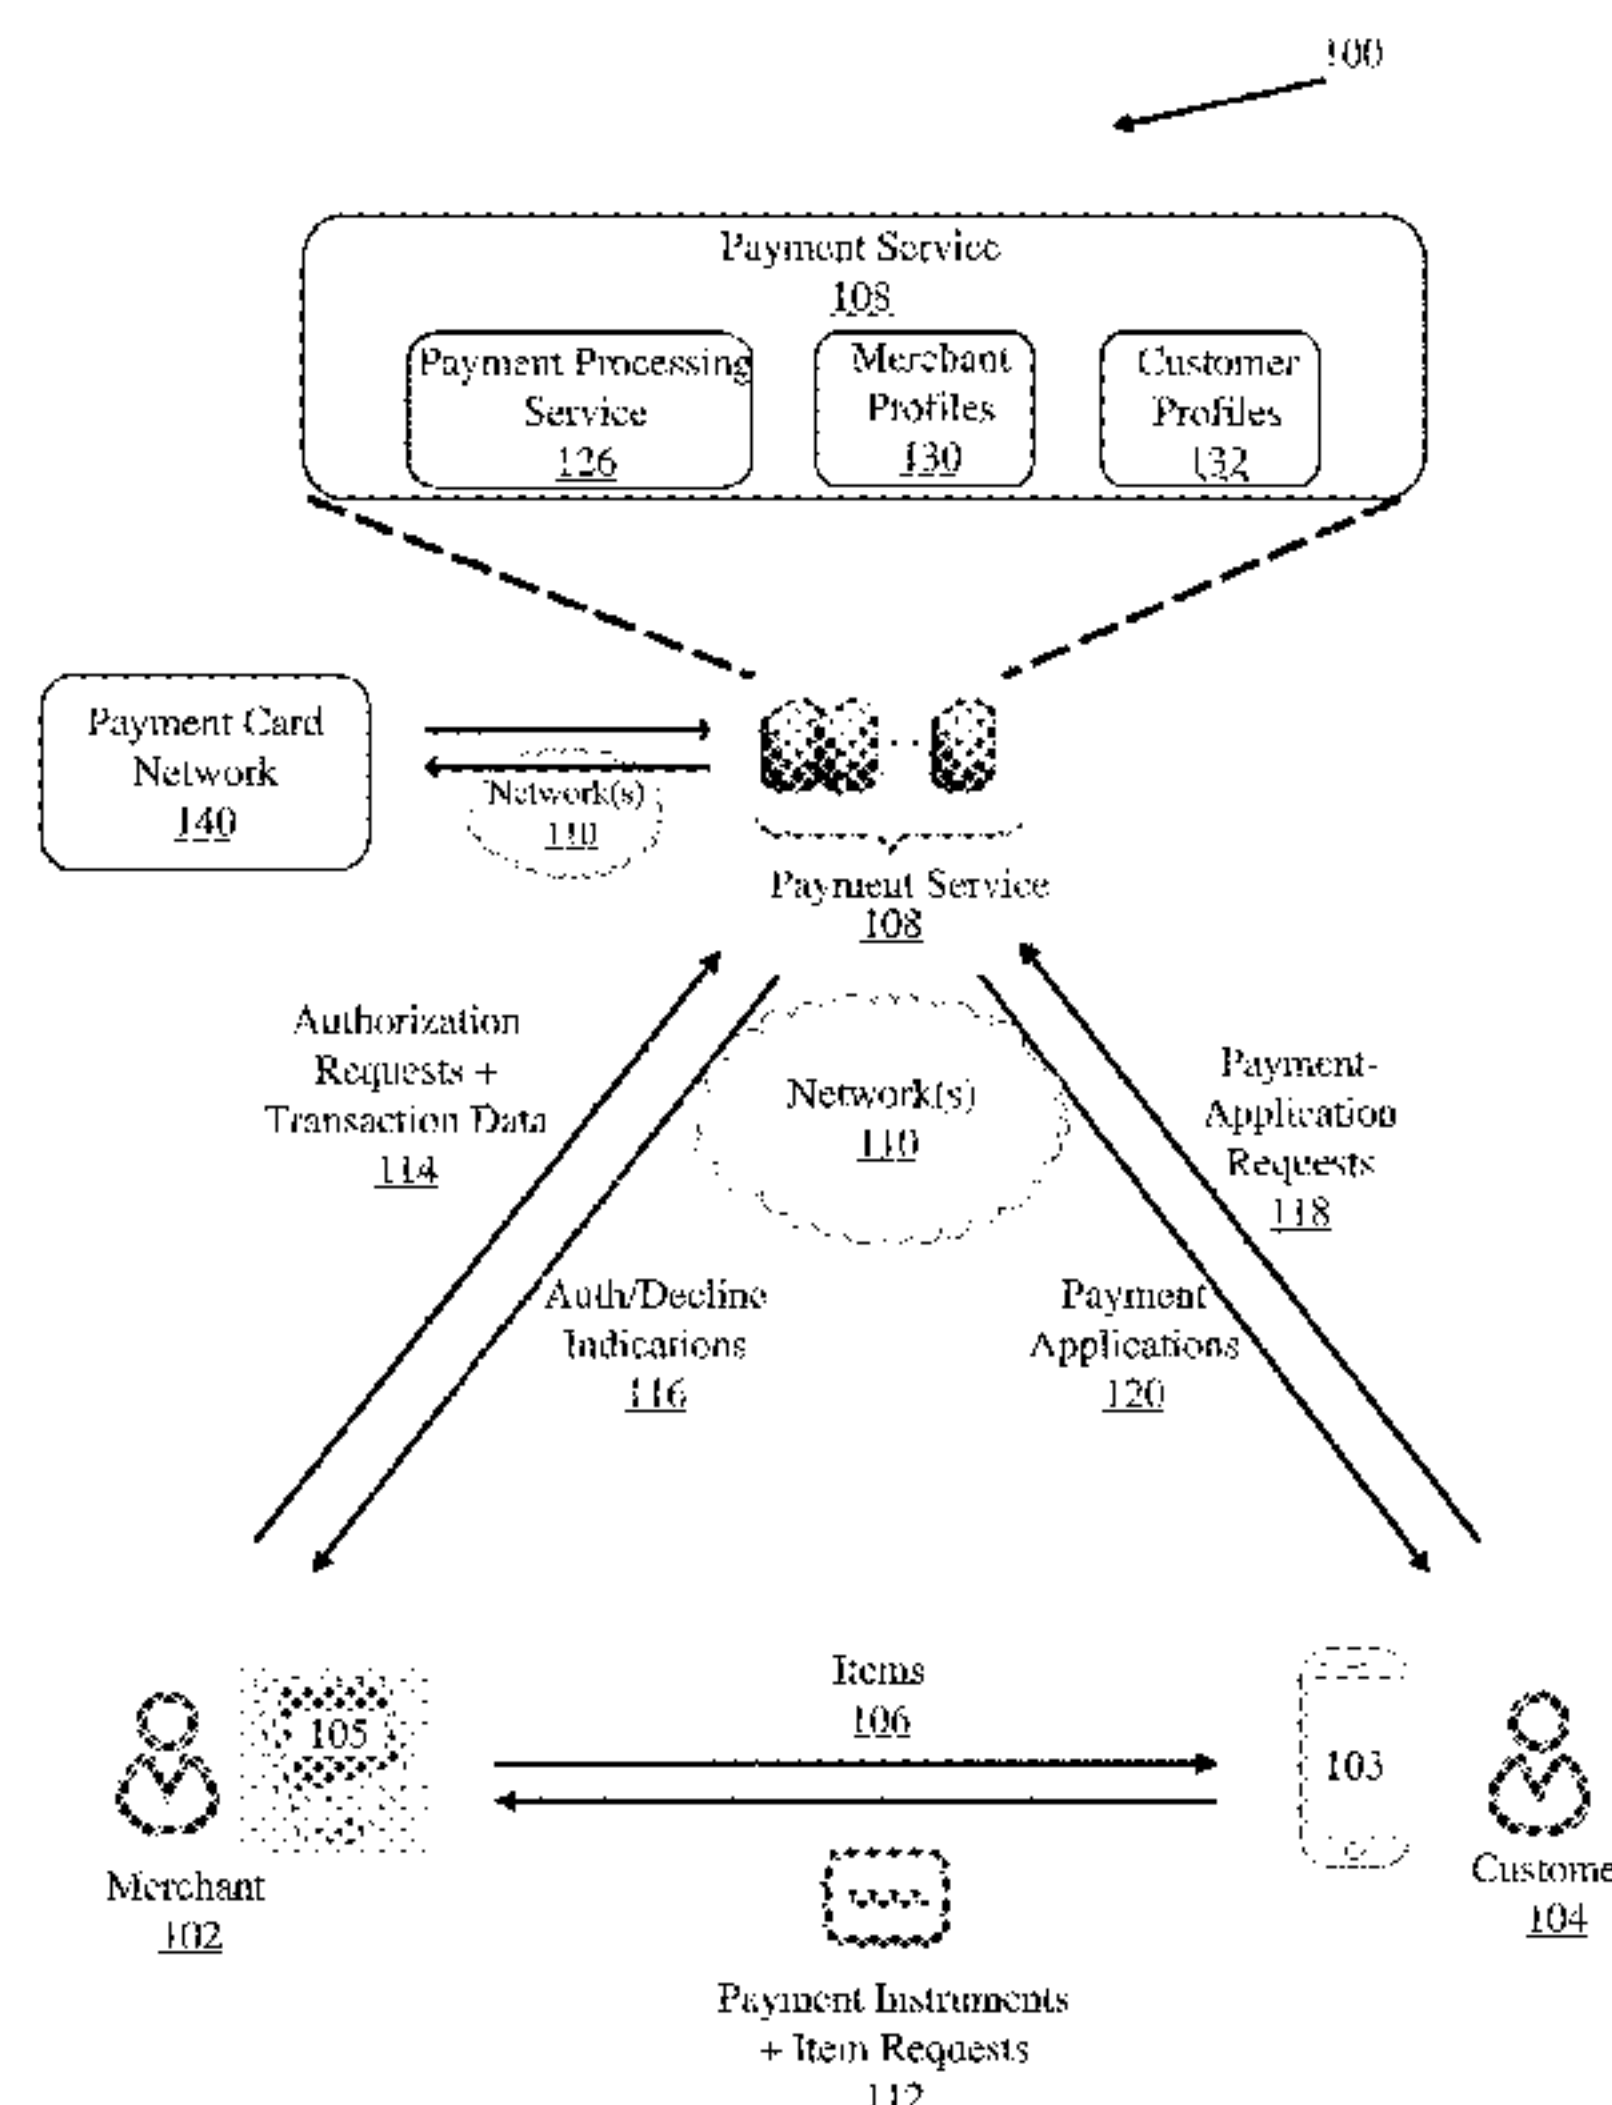 100
Payment Service
108
Payment Processing
Service
126
Merchant
Profiles
130
Customer
Profiles
132
Payment Card
Network
140
Network(s)
110
Payment Service
108
Authorization
Requests +
Transaction Data
114
Network(s)
110
Payment-
Application
Requests
118
Auth/Decline
Indications
116
Payment
Applications
120
Items
106
105
103
Merchant
102
Custome
104
Payment Instruments
+ Item Requests
112